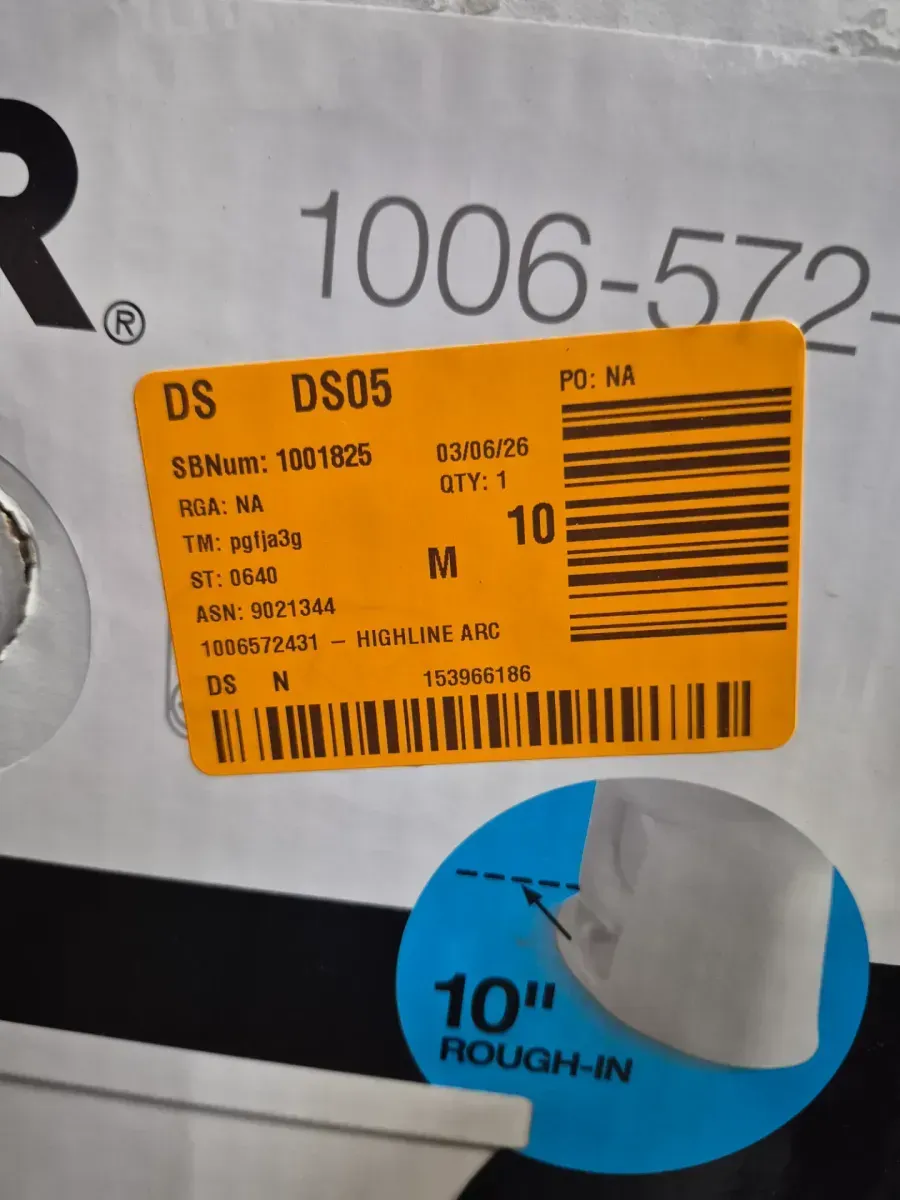 R®
1006-572-
DS DS05
PO: NA
SBNum: 1001825 03/06/26
RGA: NA QTY: 1
TM: pgfja3g 10
ST: 0640 M
ASN: 9021344
1006572431 – HIGHLINE ARC
DS N 153966186
10"
ROUGH-IN